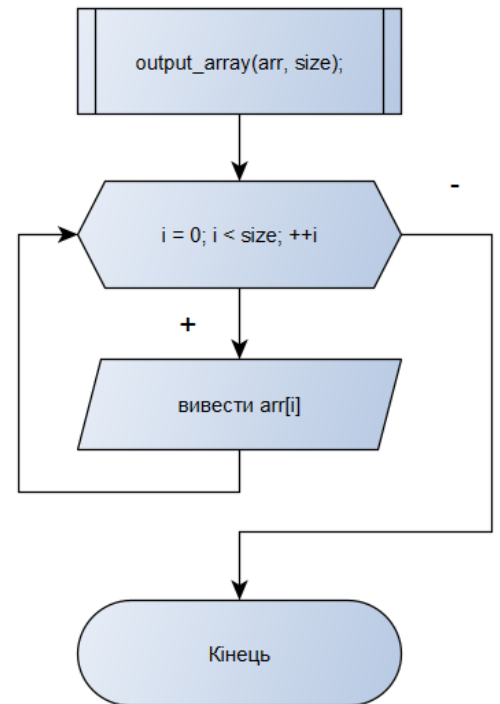 output_array(arr, size);
-
i = 0; i < size; ++i
+
вивести arr[i]
Кінець